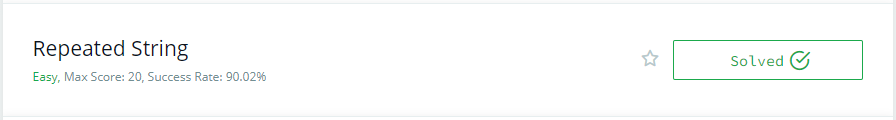 Repeated String
Easy, Max Score: 20, Success Rate: 90.02%
Solved